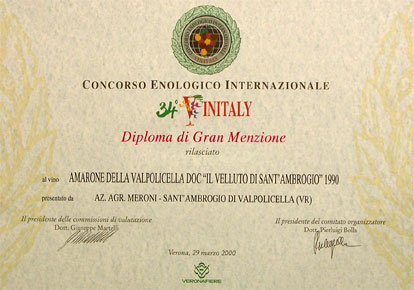 CONCORSO ENOLOGICO INTERNAZIONALE
34° VINITALY
Diploma di Gran Menzione
rilasciato
al vino AMARONE DELLA VALPOLICELLA DOC "IL VELLUTO DI SANT'AMBROGIO" 1990
presentato da AZ. AGR. MERONI - SANT'AMBROGIO DI VALPOLICELLA (VR)
Il presidente delle commissioni di valutazione
Dott. Giuseppe Martelli
Il presidente del comitato organizzatore
Dott. Pierluigi Bolla
Verona, 29 marzo 2000
VERONAFIERE